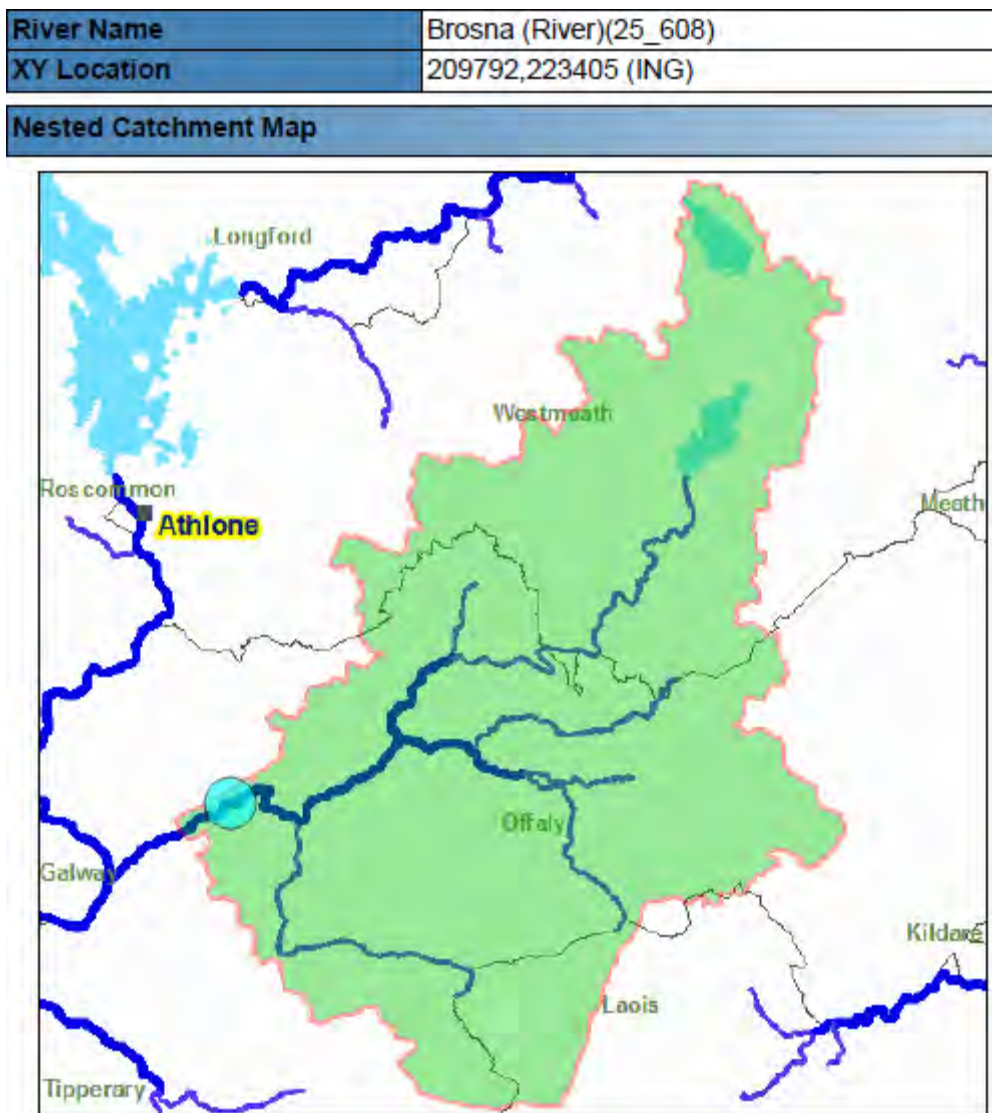 River Name Brosna (River)(25_608)
XY Location 209792,223405 (ING)
Nested Catchment Map
Longford
Westmeath
Roscommon
Meath
Athlone
Offaly
Galway
Kildare
Laois
Tipperary